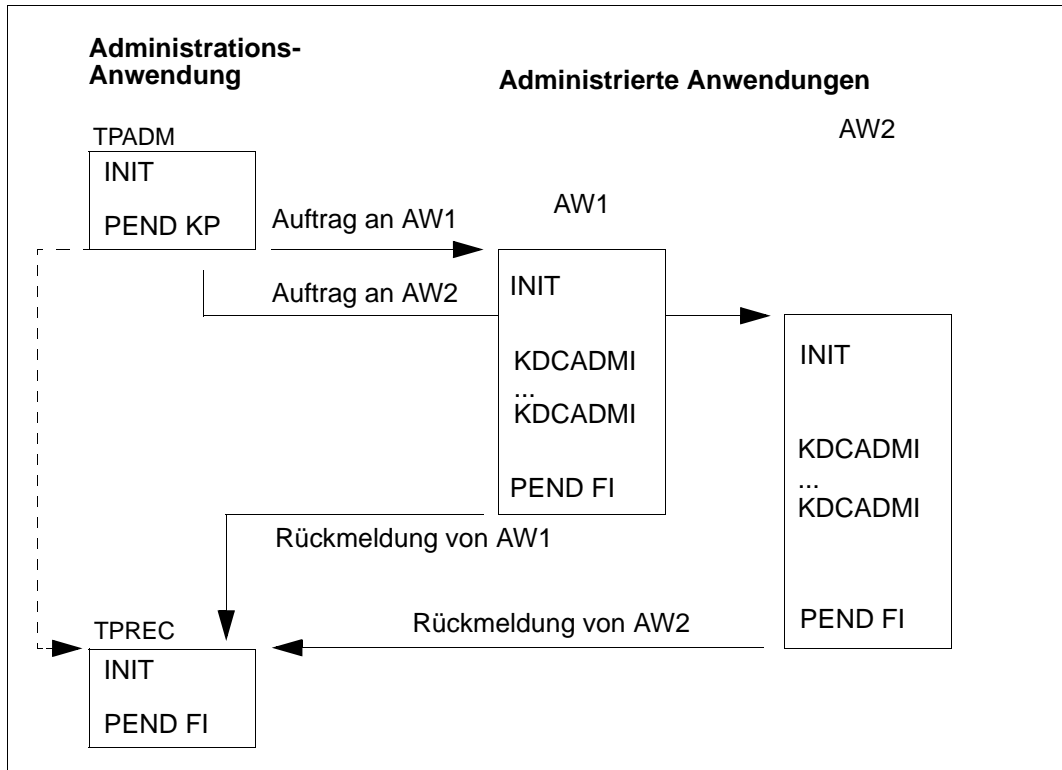 Administrations-
Anwendung
Administrierte Anwendungen
TPADM
INIT
PEND KP
Auftrag an AW1
Auftrag an AW2
AW1
INIT
KDCADMI
...
KDCADMI
PEND FI
AW2
INIT
KDCADMI
...
KDCADMI
PEND FI
Rückmeldung von AW1
Rückmeldung von AW2
TPREC
INIT
PEND FI